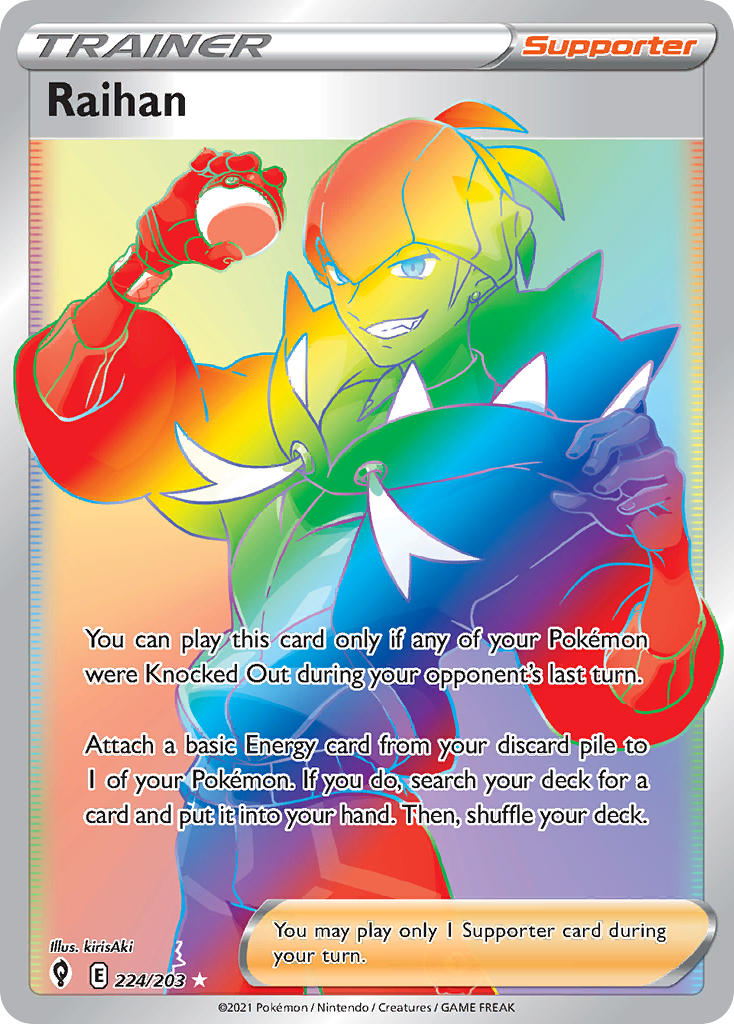 TRAINER
Supporter
Raihan
You can play this card only if any of your Pokémon
were Knocked Out during your opponent's last turn.
Attach a basic Energy card from your discard pile to
1 of your Pokémon. If you do, search your deck for a
card and put it into your hand. Then, shuffle your deck.
You may play only 1 Supporter card during
your turn.
Illus. kirisAki
E 224/203 ★
©2021 Pokémon / Nintendo / Creatures / GAME FREAK